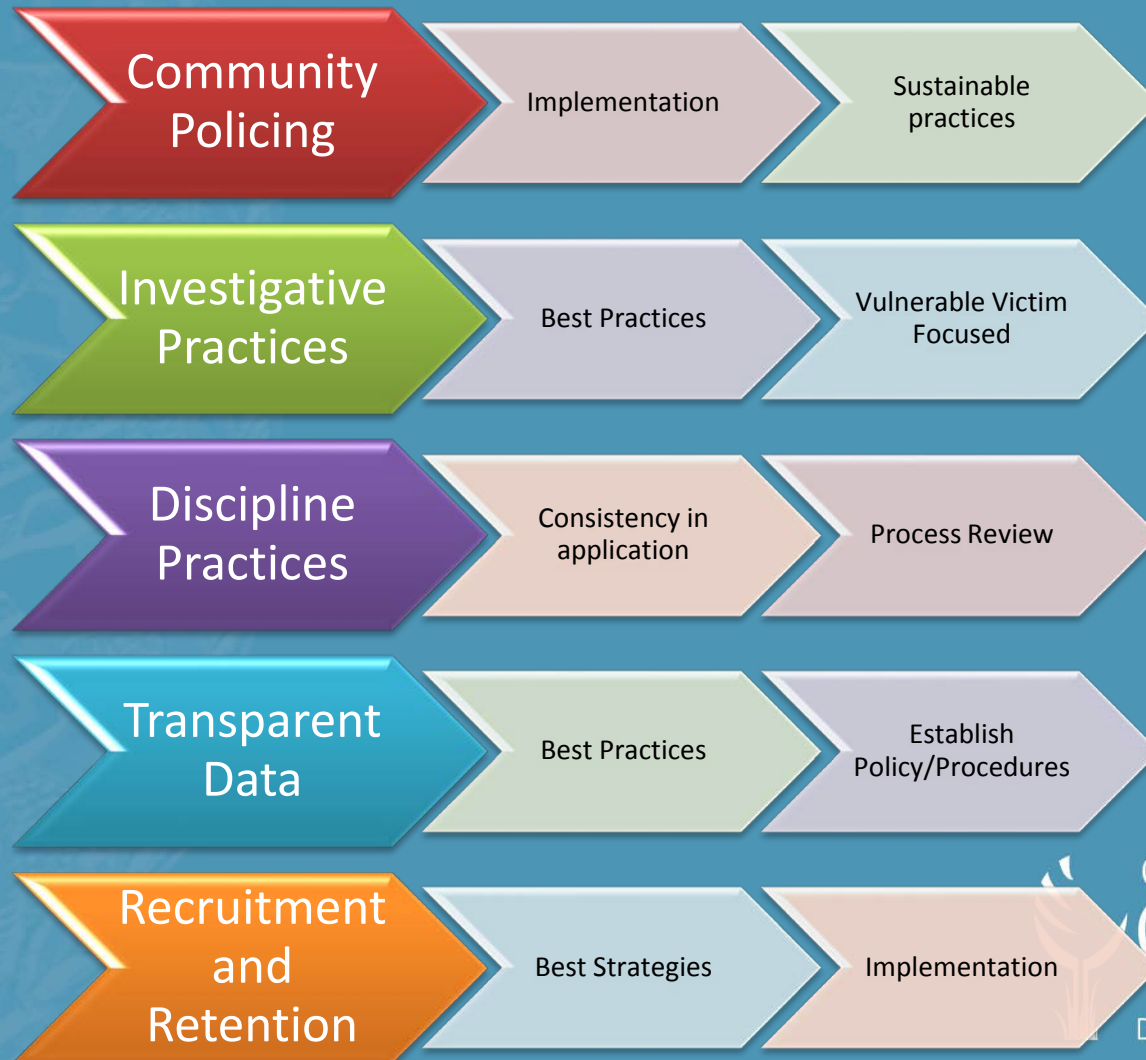 Community
Policing
Implementation
Sustainable
practices
Investigative
Practices
Best Practices
Vulnerable Victim
Focused
Discipline
Practices
Consistency in
application
Process Review
Transparent
Data
Best Practices
Establish
Policy/Procedures
Recruitment
and
Retention
Best Strategies
Implementation